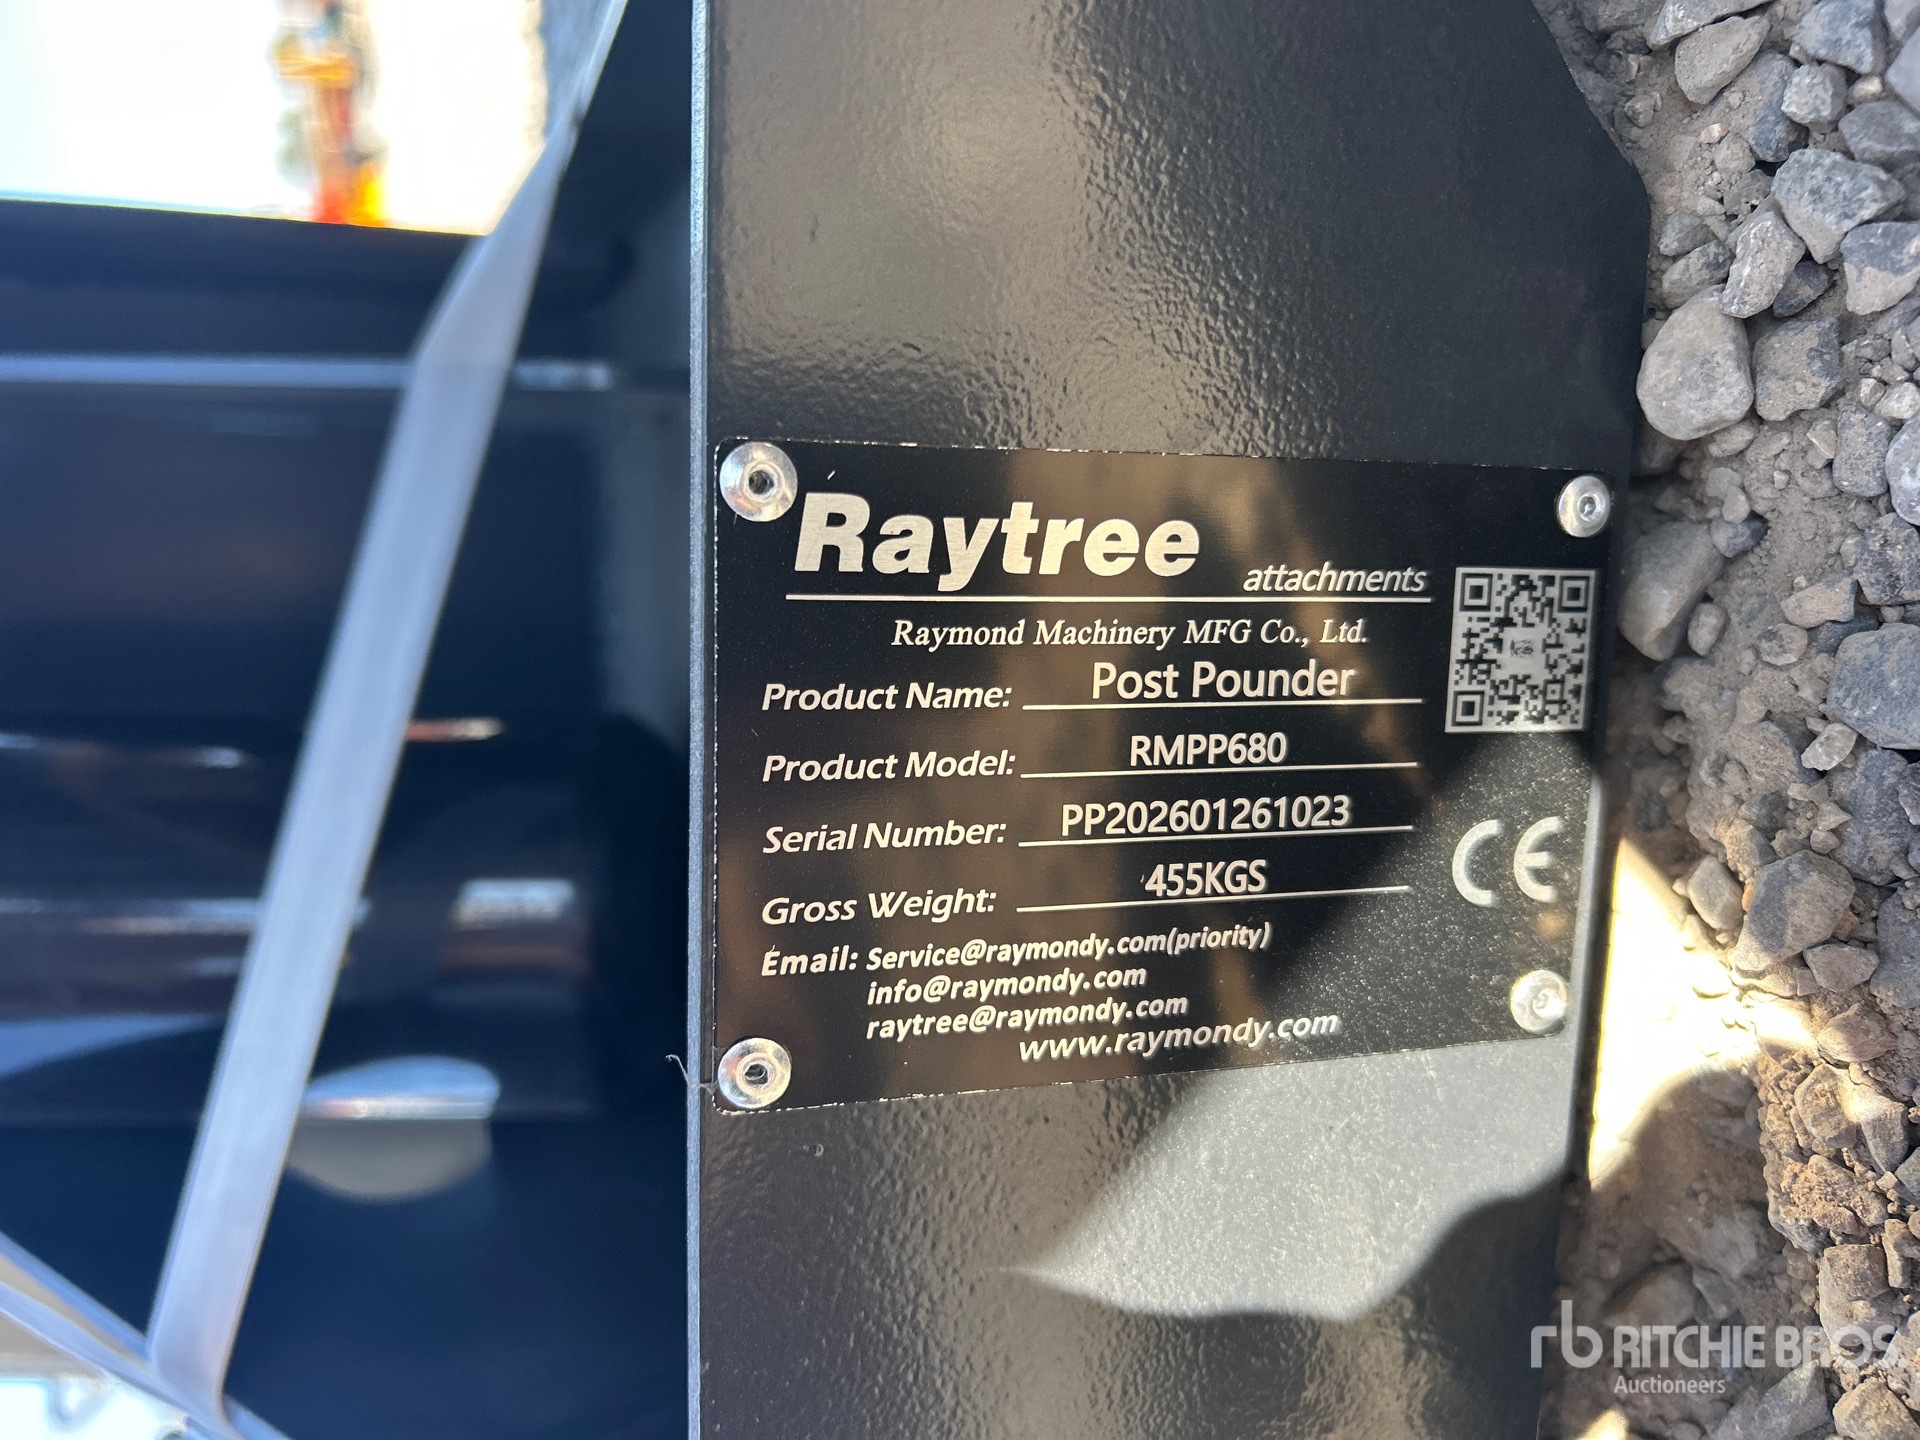 Raytree
attachments
Raymond Machinery MFG Co., Ltd.
Product Name: Post Pounder
Product Model: RMPP680
Serial Number: PP202601261023
Gross Weight: 455KGS
CE
Email: Service@raymondy.com(priority)
info@raymondy.com
raytree@raymondy.com
www.raymondy.com
rb RITCHIE BROS.
Auctioneers